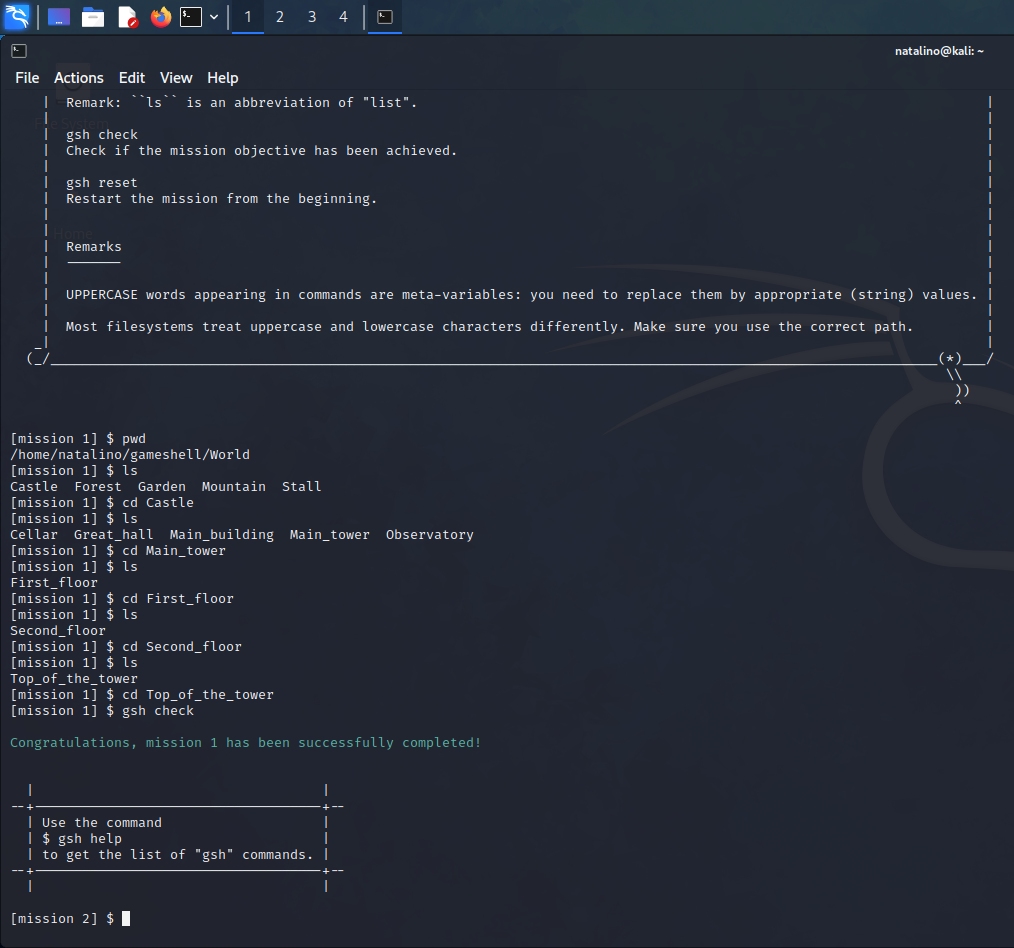 1 2 3 4
natalino@kali: ~
File Actions Edit View Help
Remark: ``ls`` is an abbreviation of "list".
gsh check
Check if the mission objective has been achieved.
gsh reset
Restart the mission from the beginning.
Remarks
-------
UPPERCASE words appearing in commands are meta-variables: you need to replace them by appropriate (string) values.
Most filesystems treat uppercase and lowercase characters differently. Make sure you use the correct path.
[mission 1] $ pwd
/home/natalino/gameshell/World
[mission 1] $ ls
Castle  Forest  Garden  Mountain  Stall
[mission 1] $ cd Castle
[mission 1] $ ls
Cellar  Great_hall  Main_building  Main_tower  Observatory
[mission 1] $ cd Main_tower
[mission 1] $ ls
First_floor
[mission 1] $ cd First_floor
[mission 1] $ ls
Second_floor
[mission 1] $ cd Second_floor
[mission 1] $ ls
Top_of_the_tower
[mission 1] $ cd Top_of_the_tower
[mission 1] $ gsh check
Congratulations, mission 1 has been successfully completed!
Use the command
$ gsh help
to get the list of "gsh" commands.
[mission 2] $